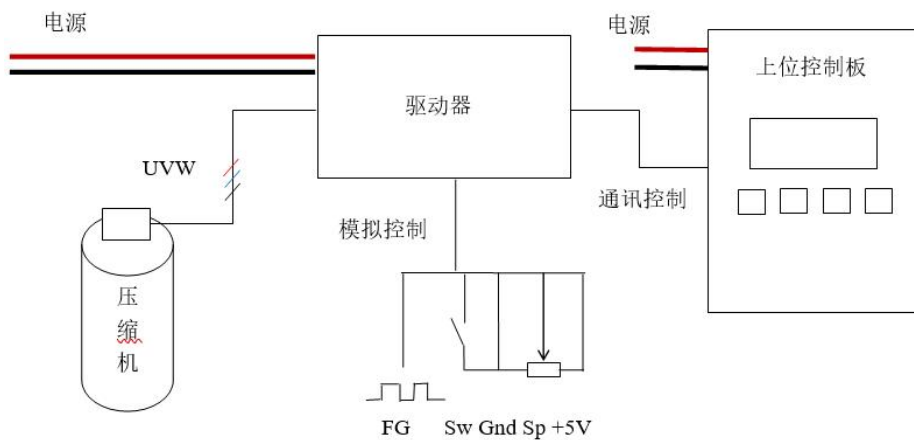 电源
电源
上位控制板
驱动器
UVW
通讯控制
模拟控制
压
缩
机
FG Sw Gnd Sp +5V